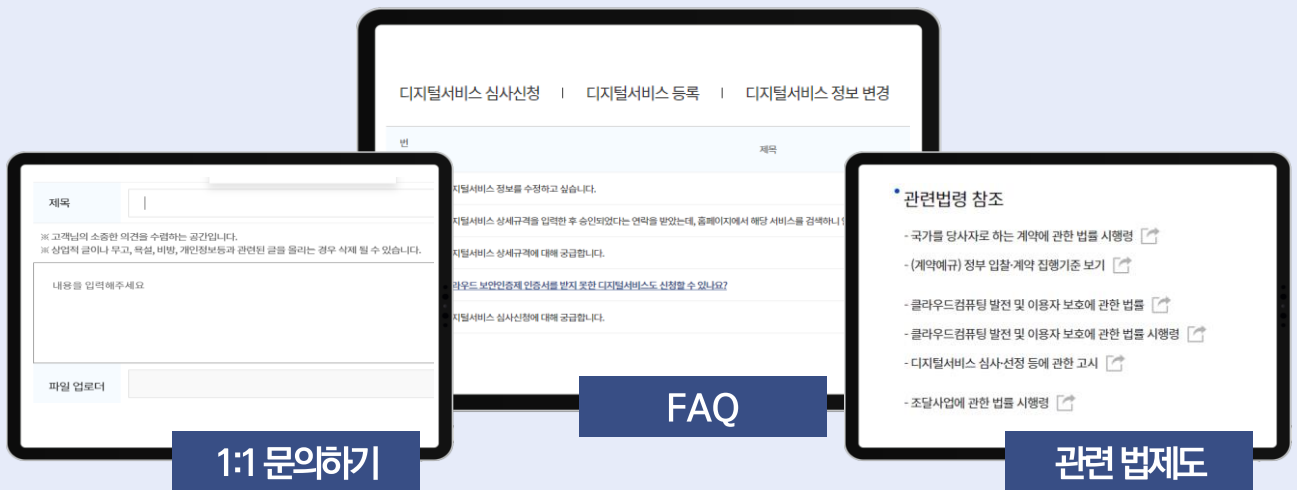 디지털서비스 심사신청 | 디지털서비스 등록 | 디지털서비스 정보 변경
번
제목
지털서비스 정보를 수정하고 싶습니다.
지털서비스 상세규격을 입력한 후 승인되었다는 연락을 받았는데, 홈페이지에서 해당 서비스를 검색하니
지털서비스 상세규격에 대해 궁금합니다.
라우드 보안인증제 인증서를 받지 못한 디지털서비스도 신청할 수 있나요?
지털서비스 심사신청에 대해 궁금합니다.
FAQ
제목
※ 고객님의 소중한 의견을 수렴하는 공간입니다.
※ 상업적 글이나 무고, 욕설, 비방, 개인정보등과 관련된 글을 올리는 경우 삭제 될 수 있습니다.
내용을 입력해주세요
파일 업로더
1:1 문의하기
관련법령 참조
- 국가를 당사자로 하는 계약에 관한 법률 시행령
- (계약예규) 정부 입찰·계약 집행기준 보기
- 클라우드컴퓨팅 발전 및 이용자 보호에 관한 법률
- 클라우드컴퓨팅 발전 및 이용자 보호에 관한 법률 시행령
- 디지털서비스 심사·선정 등에 관한 고시
- 조달사업에 관한 법률 시행령
관련 법제도